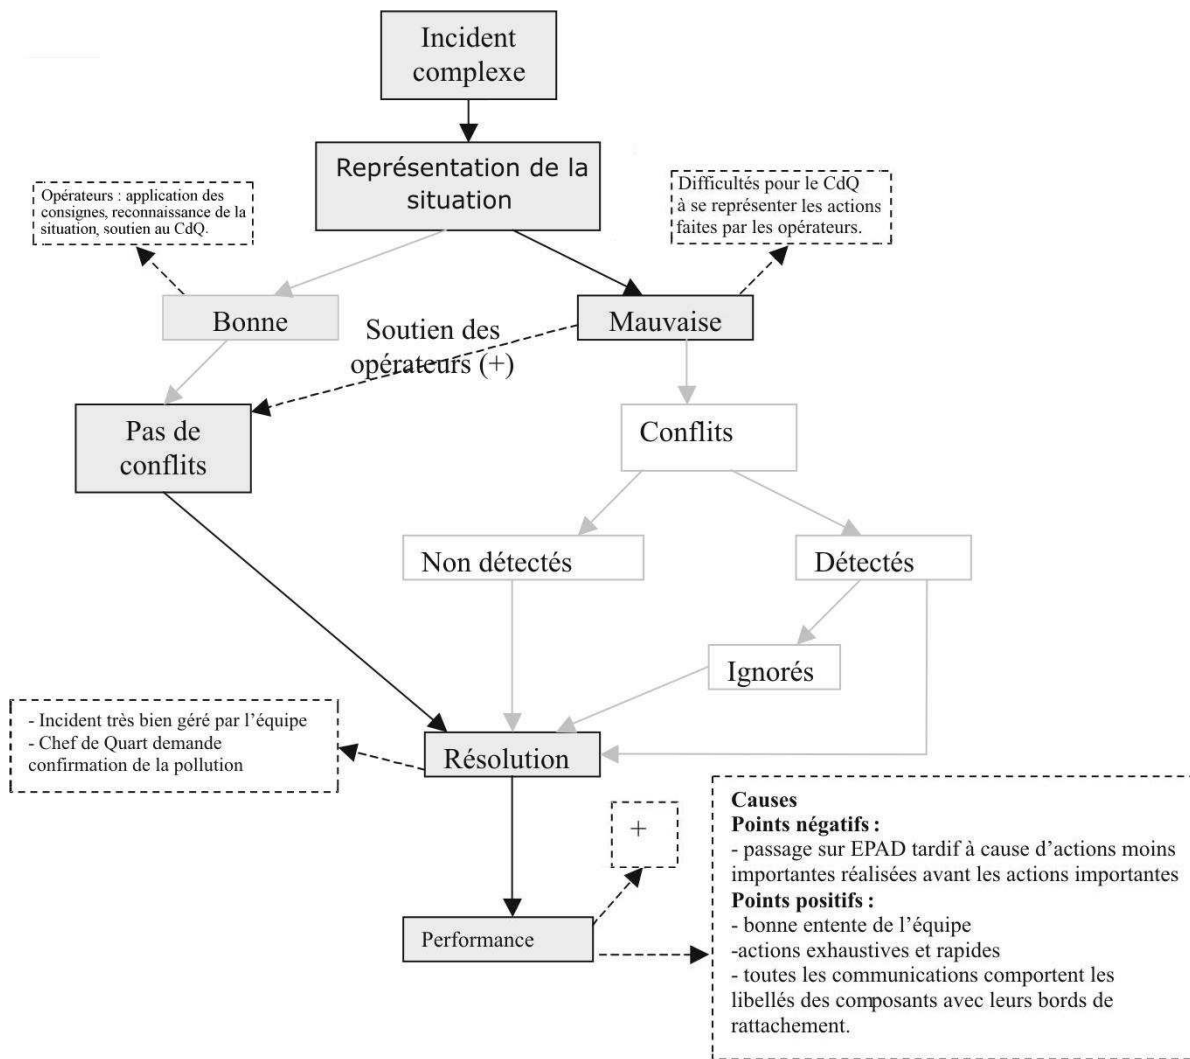 Incident
complexe
Représentation de la
situation
Opérateurs : application des
consignes, reconnaissance de la
situation, soutien au CdQ.
Difficultés pour le CdQ
à se représenter les actions
faites par les opérateurs.
Bonne
Mauvaise
Soutien des
opérateurs (+)
Pas de
conflits
Conflits
Non détectés
Détectés
Ignorés
- Incident très bien géré par l’équipe
- Chef de Quart demande
confirmation de la pollution
Résolution
+
Performance
Causes
Points négatifs :
- passage sur EPAD tardif à cause d’actions moins
importantes réalisées avant les actions importantes
Points positifs :
- bonne entente de l’équipe
-actions exhaustives et rapides
- toutes les communications comportent les
libellés des composants avec leurs bords de
rattachement.